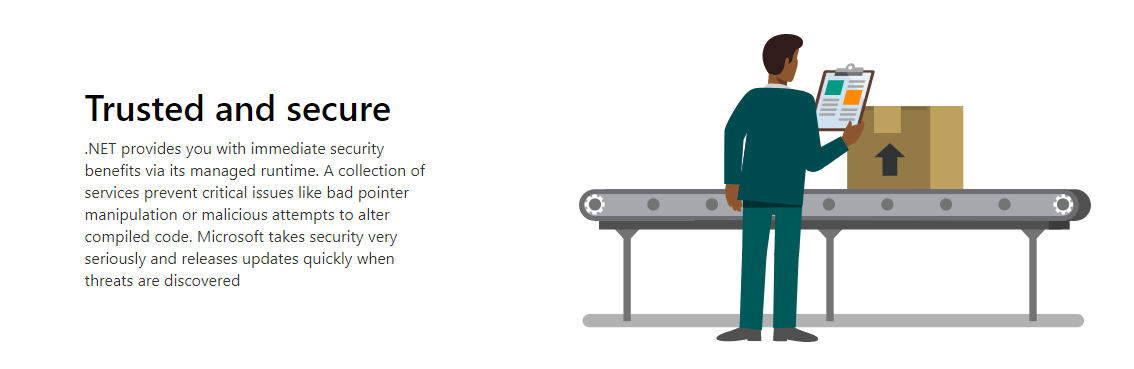 Trusted and secure
.NET provides you with immediate security
benefits via its managed runtime. A collection of
services prevent critical issues like bad pointer
manipulation or malicious attempts to alter
compiled code. Microsoft takes security very
seriously and releases updates quickly when
threats are discovered